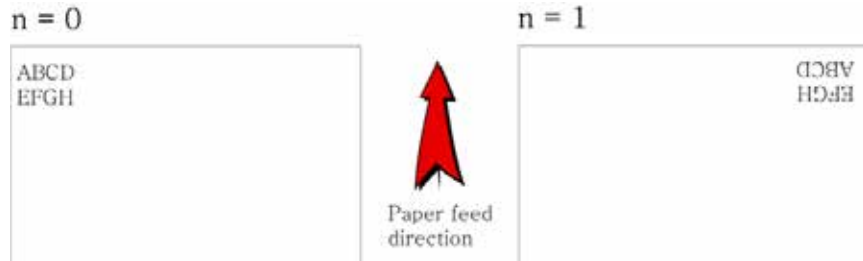 n = 0
n = 1
ABCD
EFGH
ABCD
EFGH
Paper feed
direction